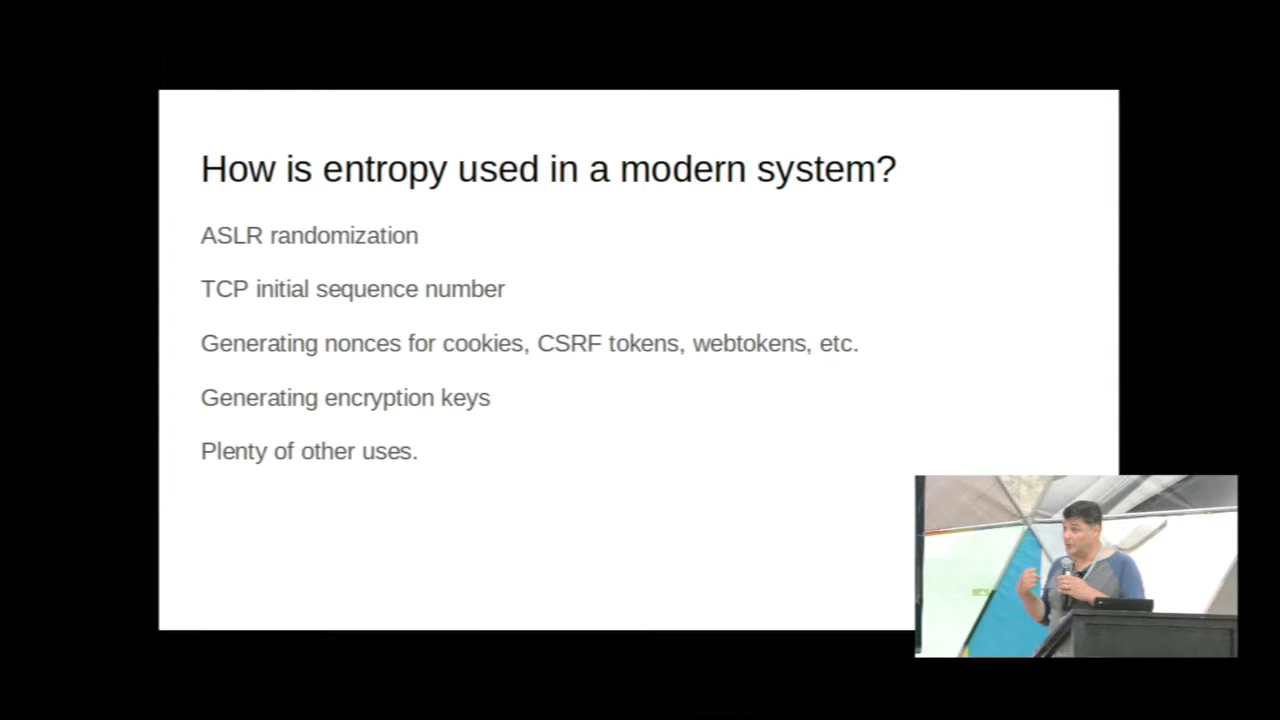 How is entropy used in a modern system?
ASLR randomization
TCP initial sequence number
Generating nonces for cookies, CSRF tokens, webtokens, etc.
Generating encryption keys
Plenty of other uses.